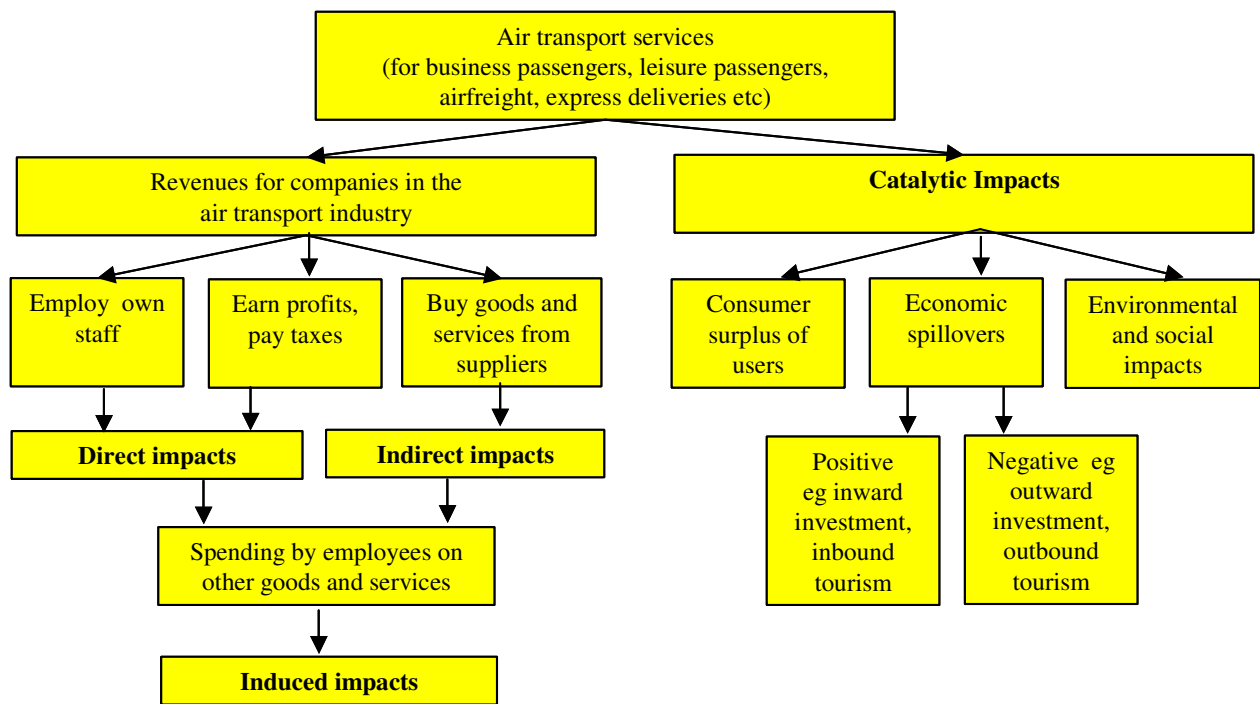 Air transport services
(for business passengers, leisure passengers,
airfreight, express deliveries etc)
Revenues for companies in the
air transport industry
Catalytic Impacts
Employ own
staff
Earn profits,
pay taxes
Buy goods and
services from
suppliers
Consumer
surplus of
users
Economic
spillovers
Environmental
and social
impacts
Direct impacts
Indirect impacts
Positive
eg inward
investment,
inbound
tourism
Negative eg
outward
investment,
outbound
tourism
Spending by employees on
other goods and services
Induced impacts